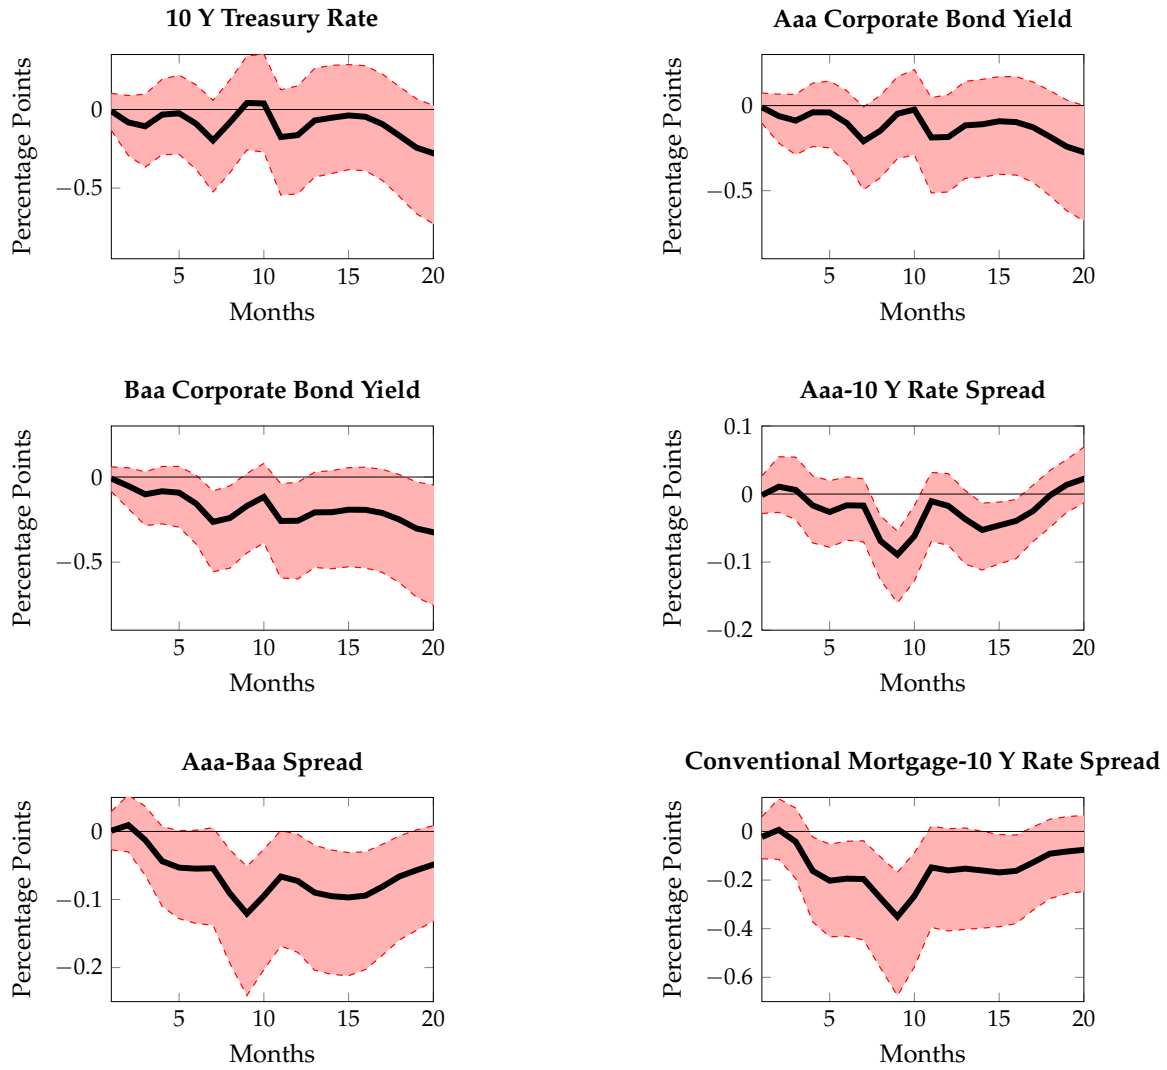 10 Y Treasury Rate
Percentage Points
0
−0.5
5 10 15 20
Months
Aaa Corporate Bond Yield
Percentage Points
0
−0.5
5 10 15 20
Months
Baa Corporate Bond Yield
Percentage Points
0
−0.5
5 10 15 20
Months
Aaa-10 Y Rate Spread
Percentage Points
0.1
0
−0.1
−0.2
5 10 15 20
Months
Aaa-Baa Spread
Percentage Points
0
−0.1
−0.2
5 10 15 20
Months
Conventional Mortgage-10 Y Rate Spread
Percentage Points
0
−0.2
−0.4
−0.6
5 10 15 20
Months